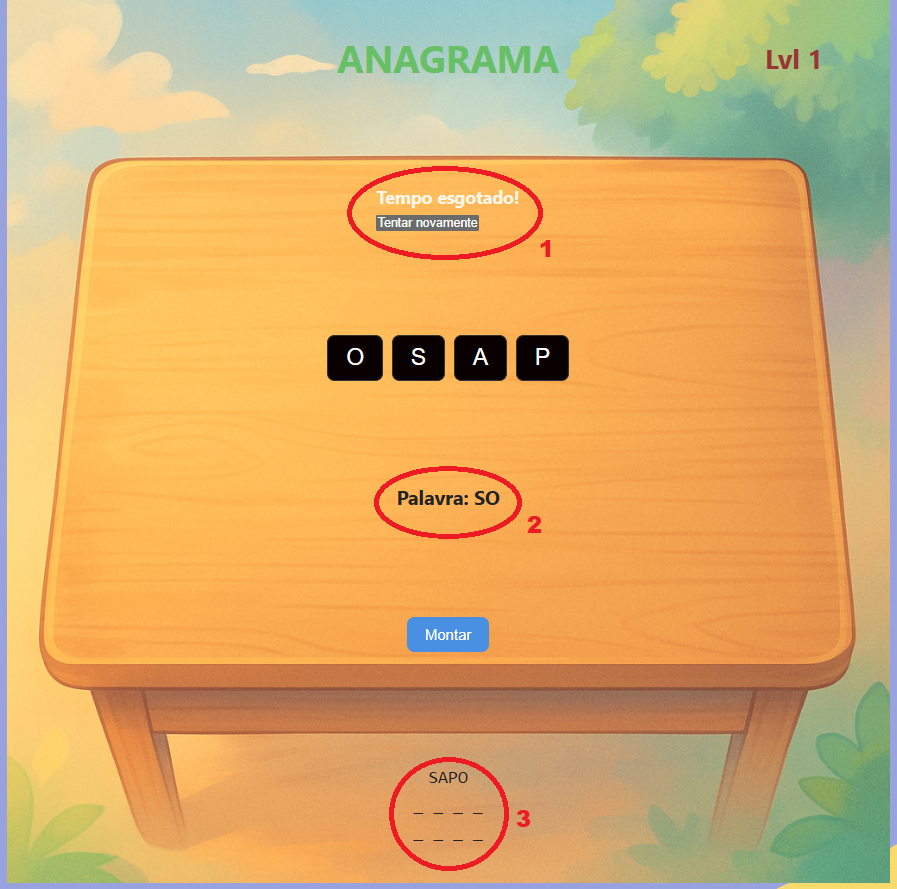 ANAGRAMA
Lvl 1
Tempo esgotado!
Tentar novamente
1
O S A P
Palavra: SO
2
Montar
SAPO
_ _ _ _
3
_ _ _ _